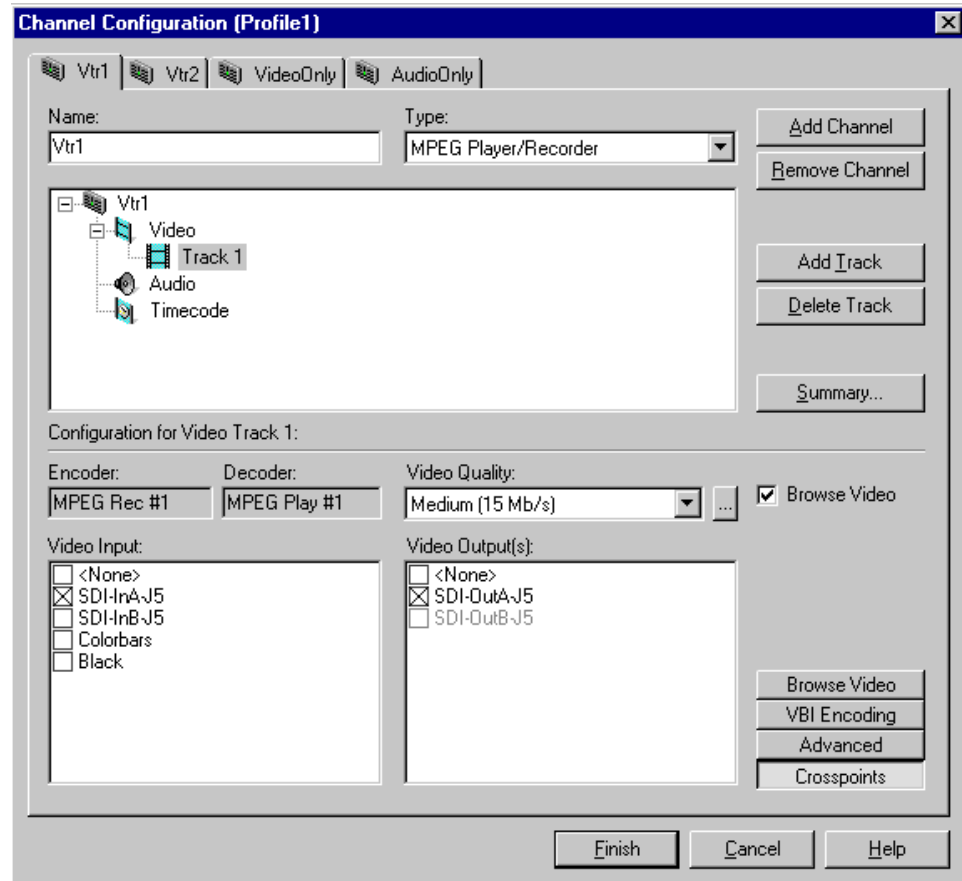 Channel Configuration (Profile1)
Vtr1 Vtr2 VideoOnly AudioOnly
Name:
Vtr1
Type:
MPEG Player/Recorder
Add Channel
Remove Channel
Vtr1
Video
Track 1
Audio
Timecode
Add Track
Delete Track
Summary...
Configuration for Video Track 1:
Encoder:
MPEG Rec #1
Decoder:
MPEG Play #1
Video Quality:
Medium (15 Mb/s)
...
Browse Video
Video Input:
<None>
SDI-InA-J5
SDI-InB-J5
Colorbars
Black
Video Output(s):
<None>
SDI-OutA-J5
SDI-OutB-J5
Browse Video
VBI Encoding
Advanced
Crosspoints
Finish
Cancel
Help